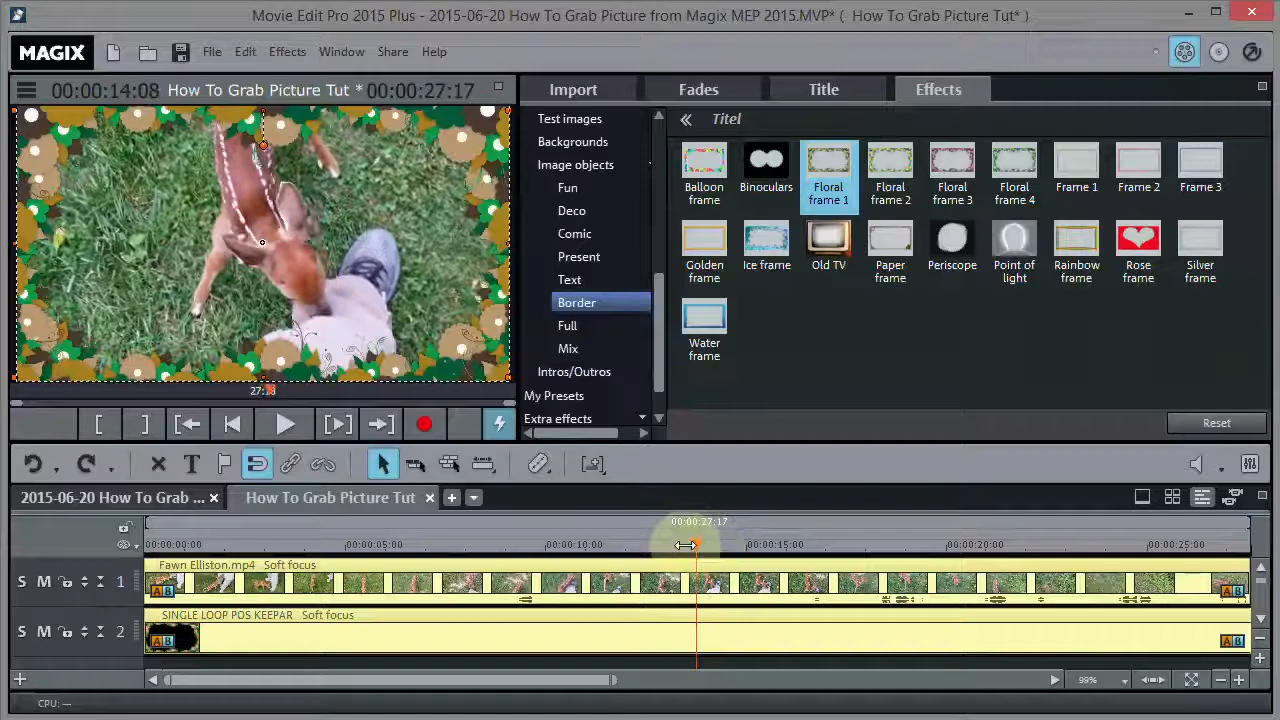 Movie Edit Pro 2015 Plus - 2015-06-20 How To Grab Picture from Magix MEP 2015.MVP* ( How To Grab Picture Tut* )
MAGIX File Edit Effects Window Share Help
00:00:14:08 How To Grab Picture Tut * 00:00:27:17
Import Fades Title Effects
Test images
Backgrounds
Image objects
Fun
Deco
Comic
Present
Text
Border
Full
Mix
Intros/Outros
My Presets
Extra effects
Titel
Balloon frame
Binoculars
Floral frame 1
Floral frame 2
Floral frame 3
Floral frame 4
Frame 1
Frame 2
Frame 3
Golden frame
Ice frame
Old TV
Paper frame
Periscope
Point of light
Rainbow frame
Rose frame
Silver frame
Water frame
Reset
2015-06-20 How To Grab ... How To Grab Picture Tut
00:00:27:17
00:00:00:00 00:00:05:00 00:00:10:00 00:00:15:00 00:00:20:00 00:00:25:00
Fawn Elliston.mp4 Soft focus
S M 1
AB AB
SINGLE LOOP POS KEEPAR Soft focus
S M 2
AB AB
99%
CPU: —